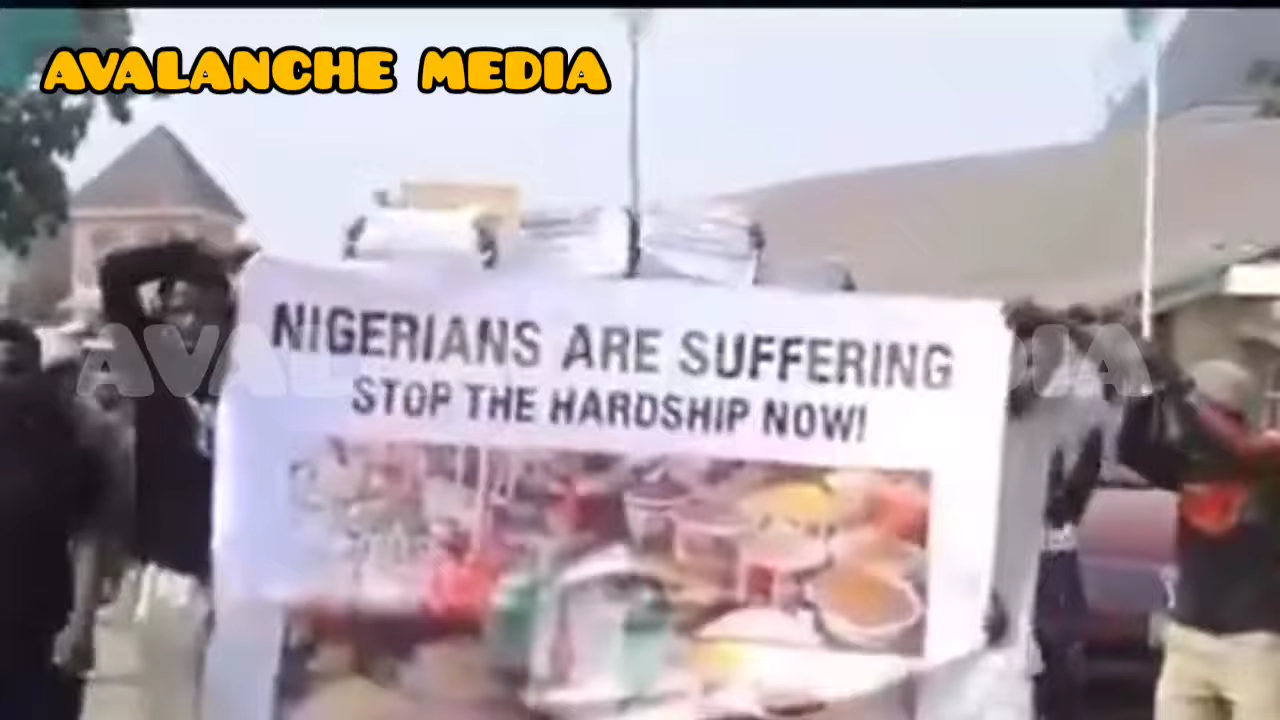 AVALANCHE MEDIA
NIGERIANS ARE SUFFERING
STOP THE HARDSHIP NOW!